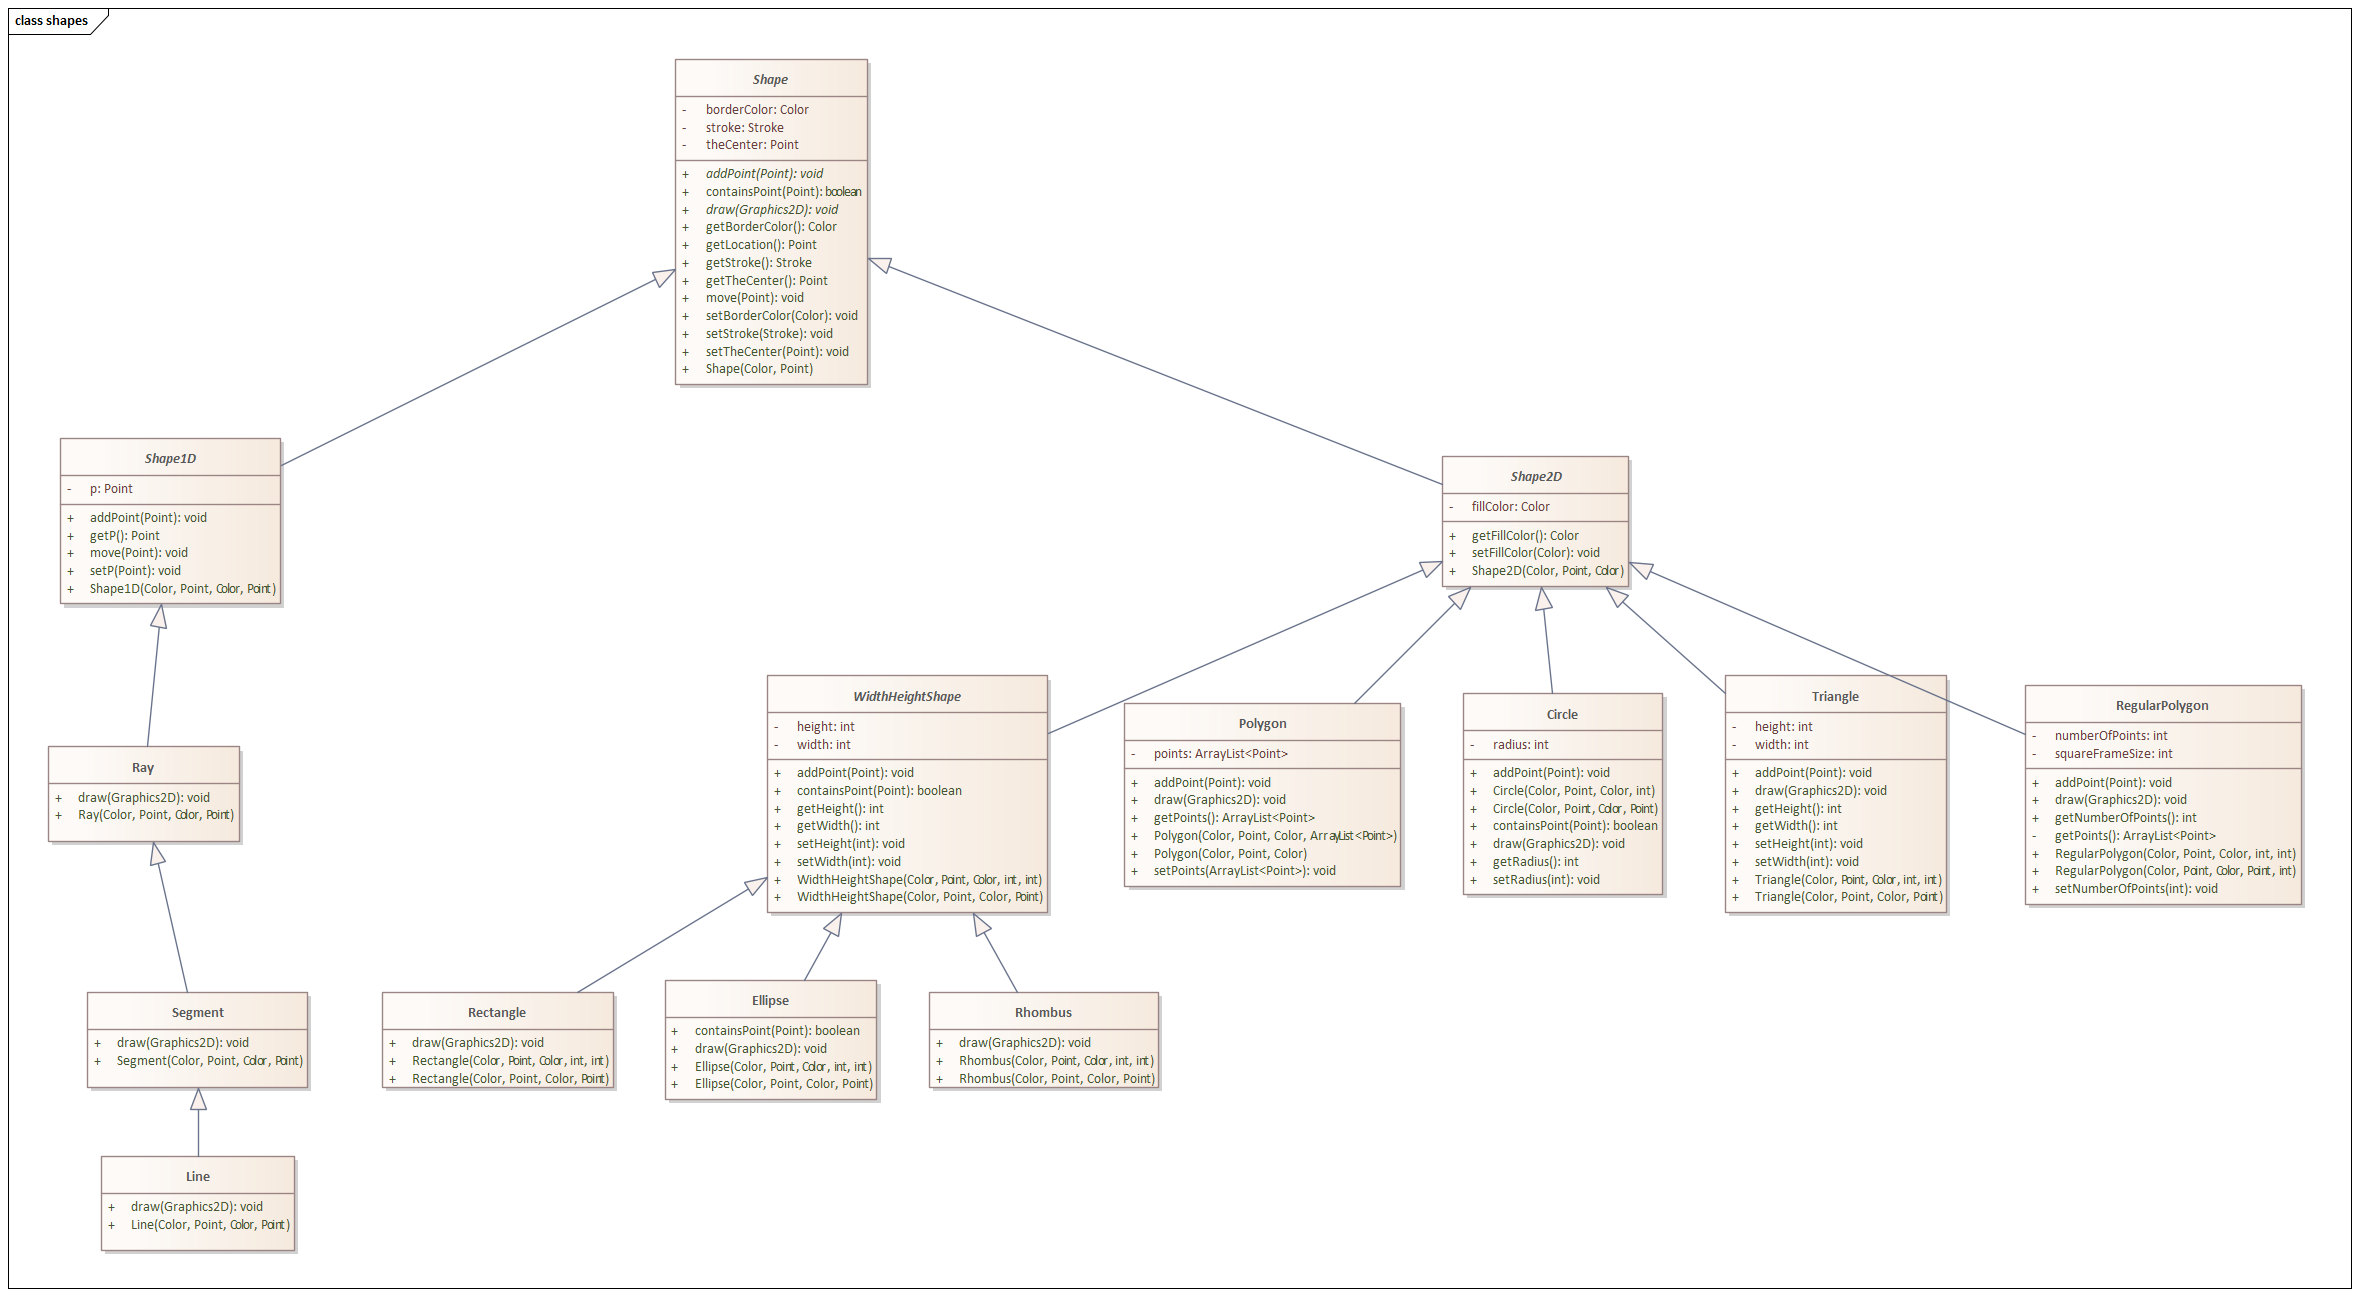 class shapes
Shape
- borderColor: Color
- stroke: Stroke
- theCenter: Point
+ addPoint(Point): void
+ containsPoint(Point): boolean
+ draw(Graphics2D): void
+ getBorderColor(): Color
+ getLocation(): Point
+ getStroke(): Stroke
+ getTheCenter(): Point
+ move(Point): void
+ setBorderColor(Color): void
+ setStroke(Stroke): void
+ setTheCenter(Point): void
+ Shape(Color, Point)
Shape1D
- p: Point
+ addPoint(Point): void
+ getP(): Point
+ move(Point): void
+ setP(Point): void
+ Shape1D(Color, Point, Color, Point)
Shape2D
- fillColor: Color
+ getFillColor(): Color
+ setFillColor(Color): void
+ Shape2D(Color, Point, Color)
Ray
+ draw(Graphics2D): void
+ Ray(Color, Point, Color, Point)
WidthHeightShape
- height: int
- width: int
+ addPoint(Point): void
+ containsPoint(Point): boolean
+ getHeight(): int
+ getWidth(): int
+ setHeight(int): void
+ setWidth(int): void
+ WidthHeightShape(Color, Point, Color, int, int)
+ WidthHeightShape(Color, Point, Color, Point)
Polygon
- points: ArrayList<Point>
+ addPoint(Point): void
+ draw(Graphics2D): void
+ getPoints(): ArrayList<Point>
+ Polygon(Color, Point, Color, ArrayList<Point>)
+ Polygon(Color, Point, Color)
+ setPoints(ArrayList<Point>): void
Circle
- radius: int
+ addPoint(Point): void
+ Circle(Color, Point, Color, int)
+ Circle(Color, Point, Color, Point)
+ containsPoint(Point): boolean
+ draw(Graphics2D): void
+ getRadius(): int
+ setRadius(int): void
Triangle
- height: int
- width: int
+ addPoint(Point): void
+ draw(Graphics2D): void
+ getHeight(): int
+ getWidth(): int
+ setHeight(int): void
+ setWidth(int): void
+ Triangle(Color, Point, Color, int, int)
+ Triangle(Color, Point, Color, Point)
RegularPolygon
- numberOfPoints: int
- squareFrameSize: int
+ addPoint(Point): void
+ draw(Graphics2D): void
+ getNumberOfPoints(): int
- getPoints(): ArrayList<Point>
+ RegularPolygon(Color, Point, Color, int, int)
+ RegularPolygon(Color, Point, Color, Point, int)
+ setNumberOfPoints(int): void
Segment
+ draw(Graphics2D): void
+ Segment(Color, Point, Color, Point)
Rectangle
+ draw(Graphics2D): void
+ Rectangle(Color, Point, Color, int, int)
+ Rectangle(Color, Point, Color, Point)
Ellipse
+ containsPoint(Point): boolean
+ draw(Graphics2D): void
+ Ellipse(Color, Point, Color, int, int)
+ Ellipse(Color, Point, Color, Point)
Rhombus
+ draw(Graphics2D): void
+ Rhombus(Color, Point, Color, int, int)
+ Rhombus(Color, Point, Color, Point)
Line
+ draw(Graphics2D): void
+ Line(Color, Point, Color, Point)